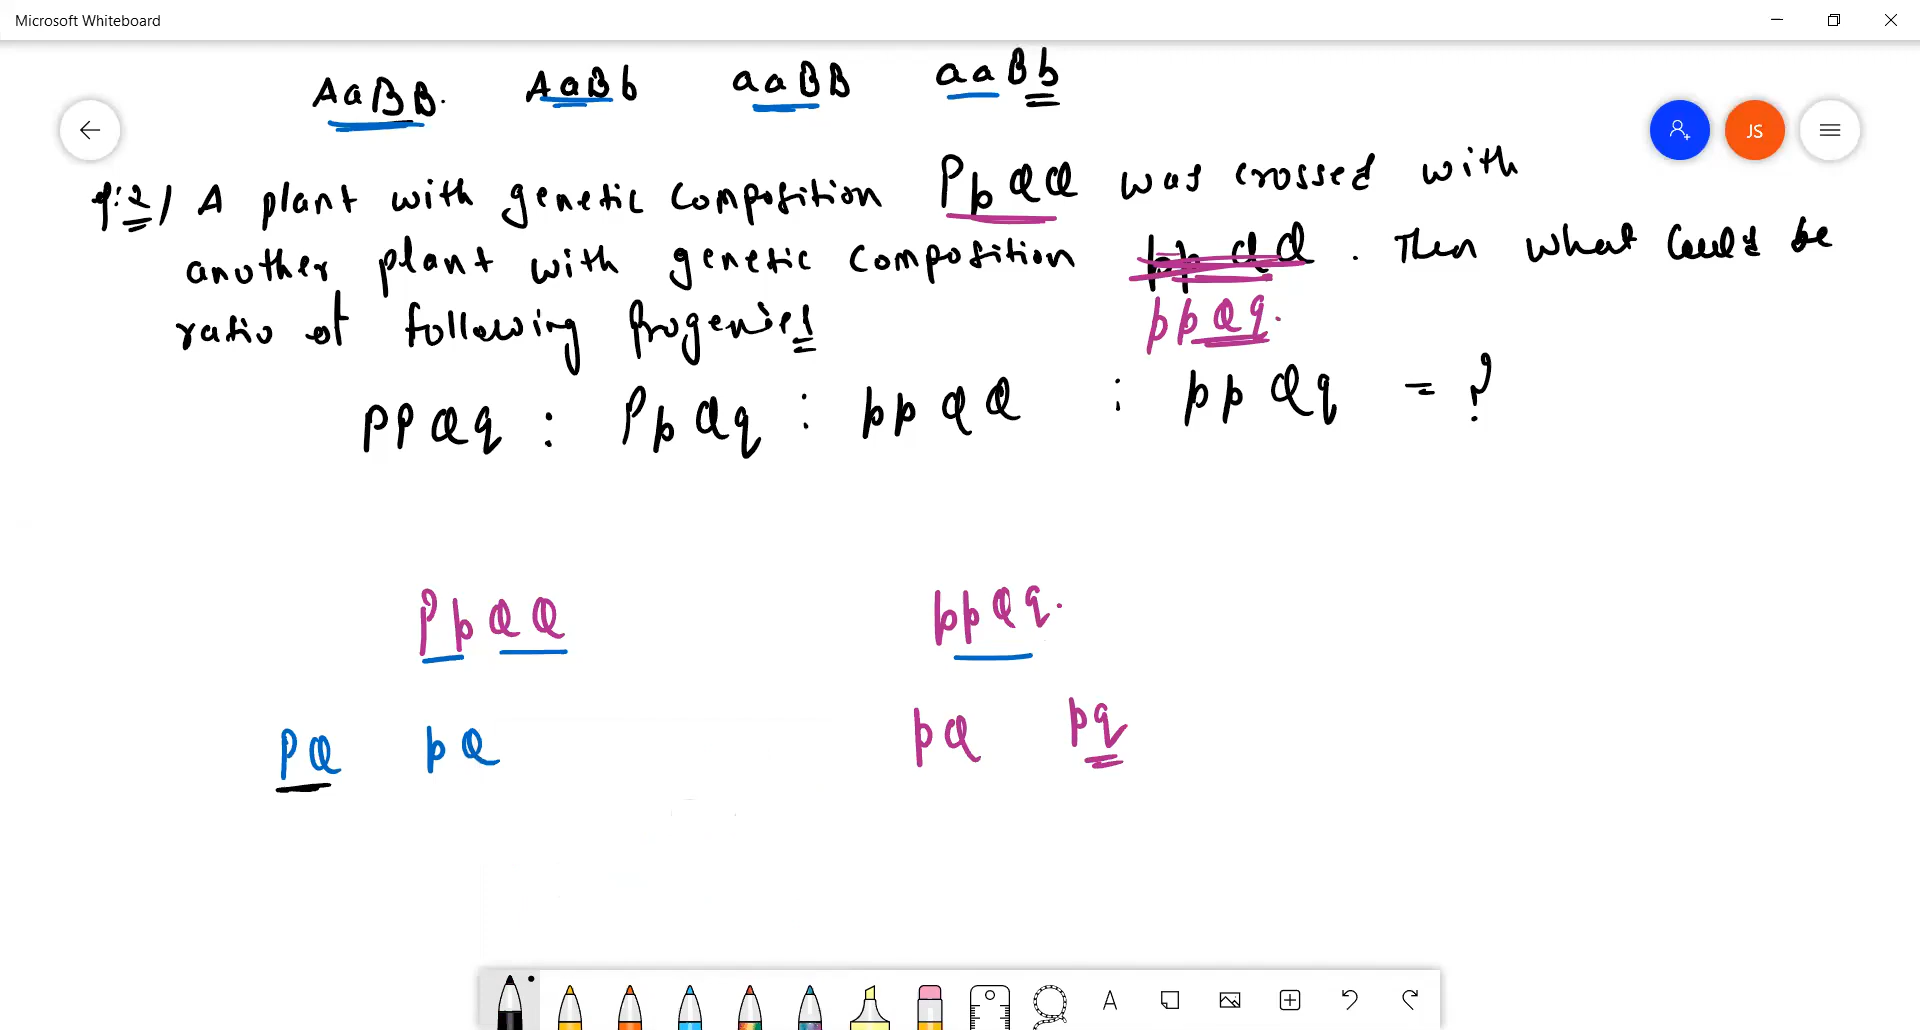 Microsoft Whiteboard
AaBB. AaBb aaBB aaBb
JS
Q:2) A plant with genetic composition PpQQ was crossed with
another plant with genetic composition ppQQ. Then what could be
ppQq.
ratio of following progenies
PPQq : PpQq : ppQQ : ppQq = ?
PpQQ ppQq.
PQ pQ pQ pq
A